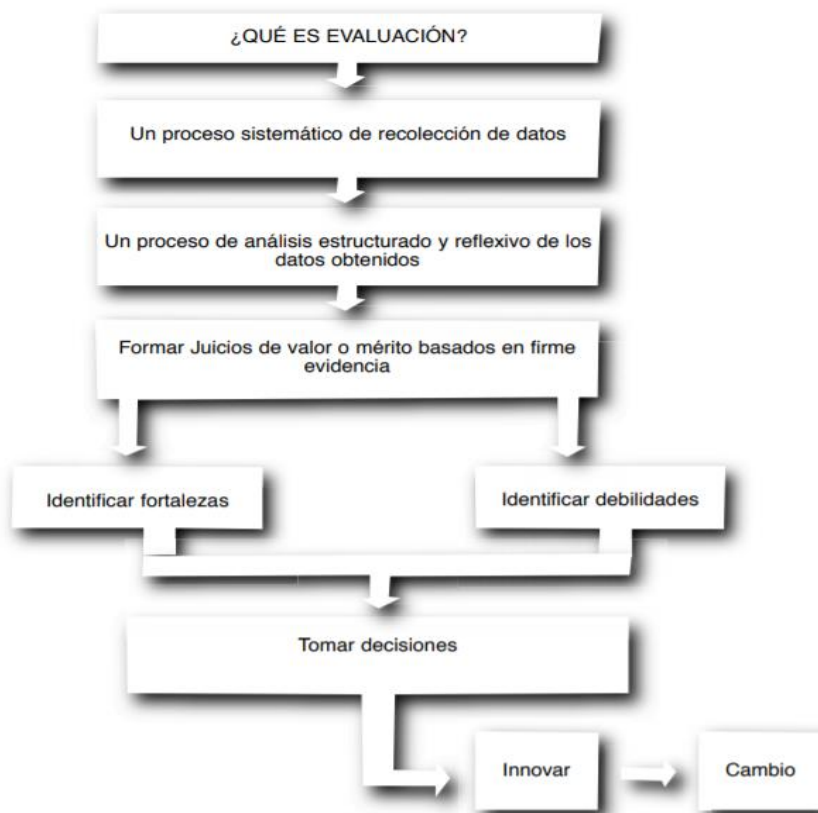 ¿QUÉ ES EVALUACIÓN?
Un proceso sistemático de recolección de datos
Un proceso de análisis estructurado y reflexivo de los
datos obtenidos
Formar Juicios de valor o mérito basados en firme
evidencia
Identificar fortalezas
Identificar debilidades
Tomar decisiones
Innovar
Cambio